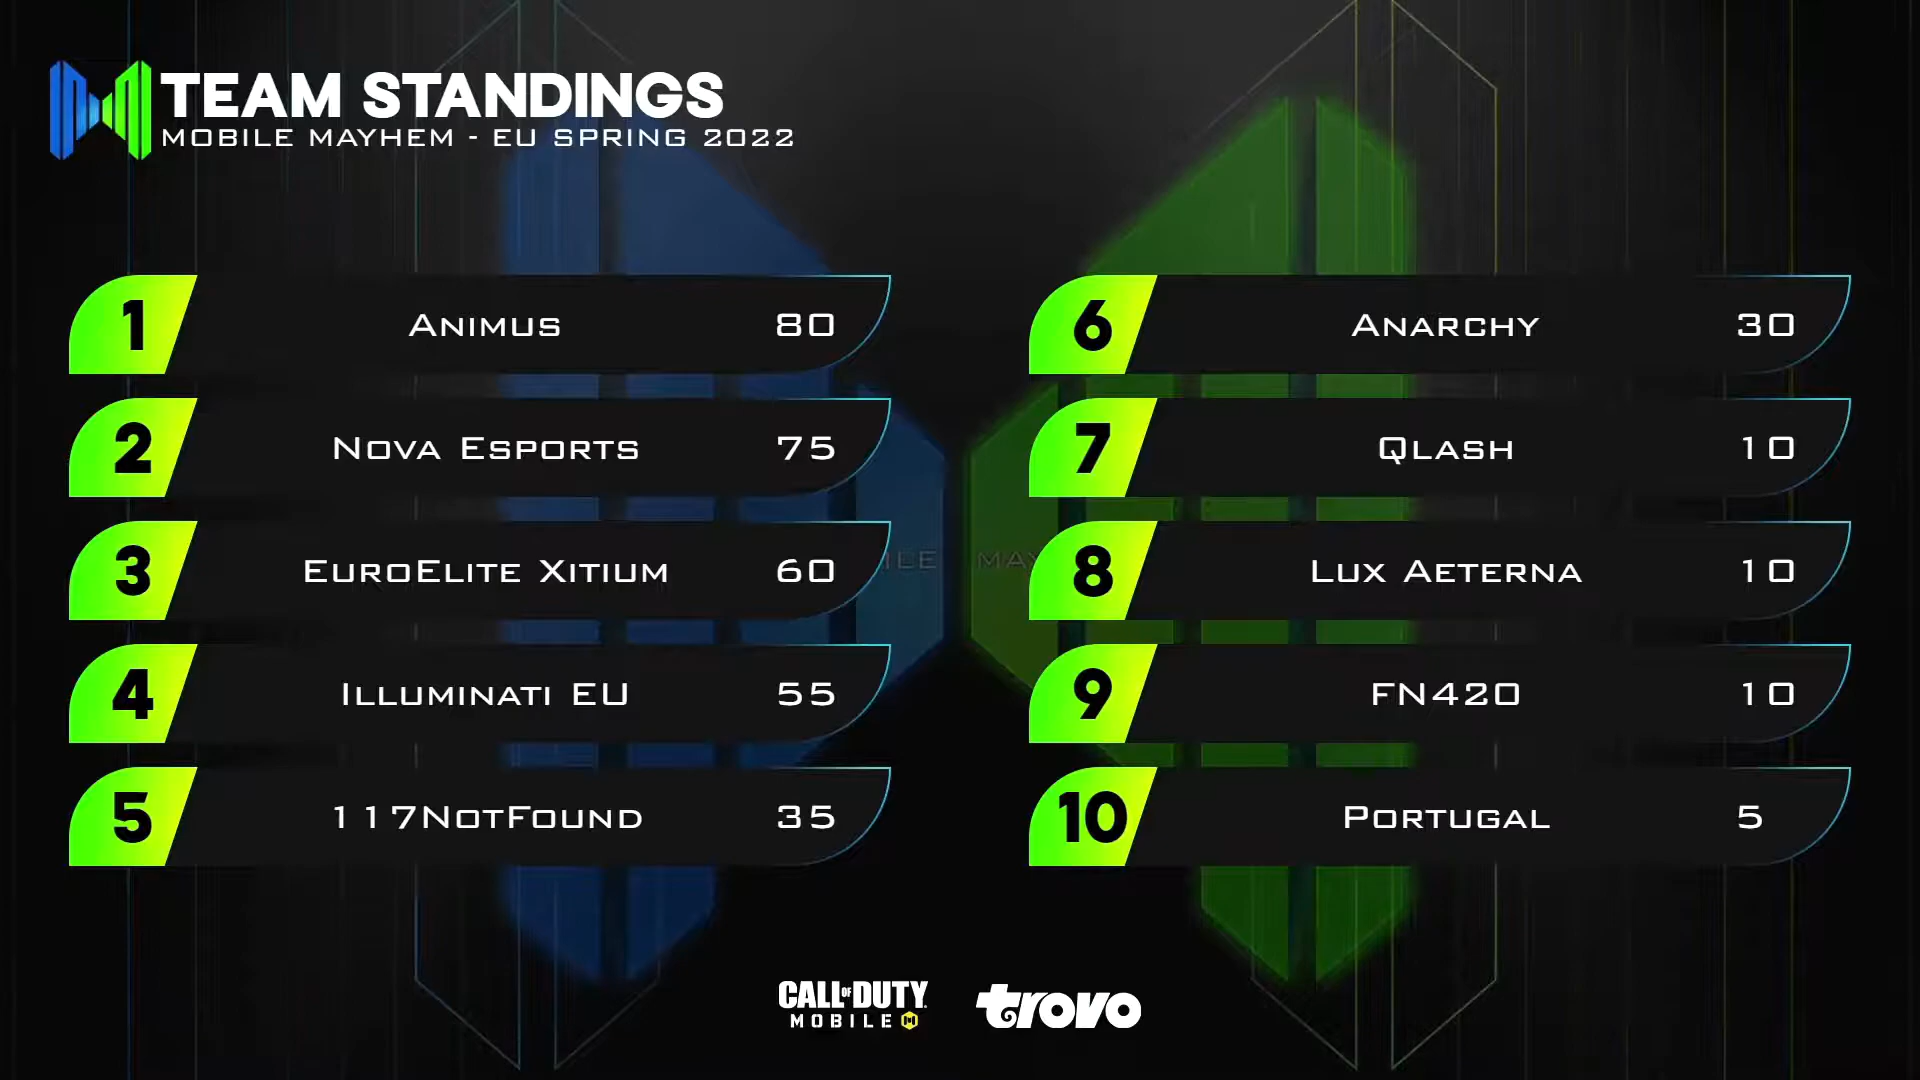 TEAM STANDINGS
MOBILE MAYHEM - EU SPRING 2022
1 Animus 80
2 Nova Esports 75
3 EuroElite Xitium 60
4 Illuminati EU 55
5 117NotFound 35
6 Anarchy 30
7 Qlash 10
8 Lux Aeterna 10
9 FN420 10
10 Portugal 5
CALL OF DUTY
MOBILE
trovo